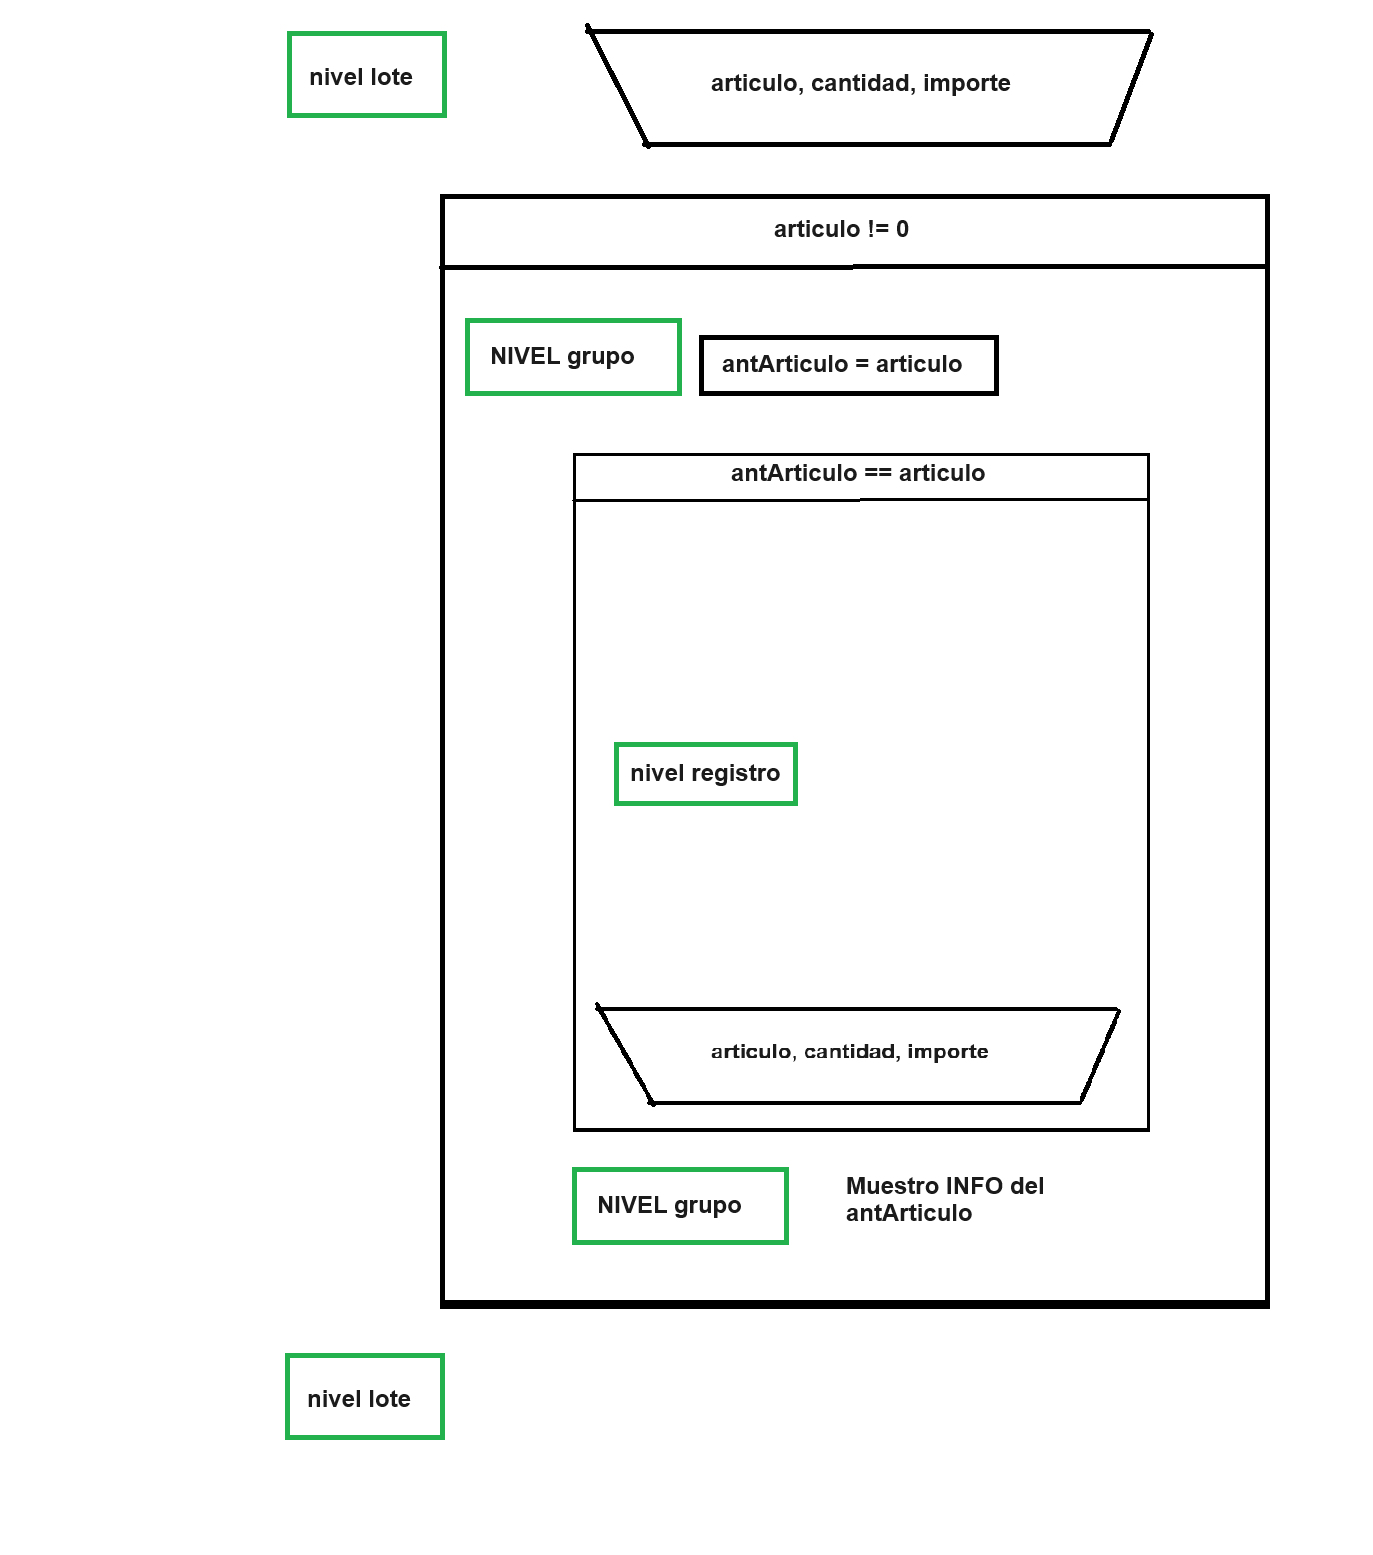 nivel lote
articulo, cantidad, importe
articulo != 0
NIVEL grupo
antArticulo = articulo
antArticulo == articulo
nivel registro
articulo, cantidad, importe
NIVEL grupo
Muestro INFO del
antArticulo
nivel lote